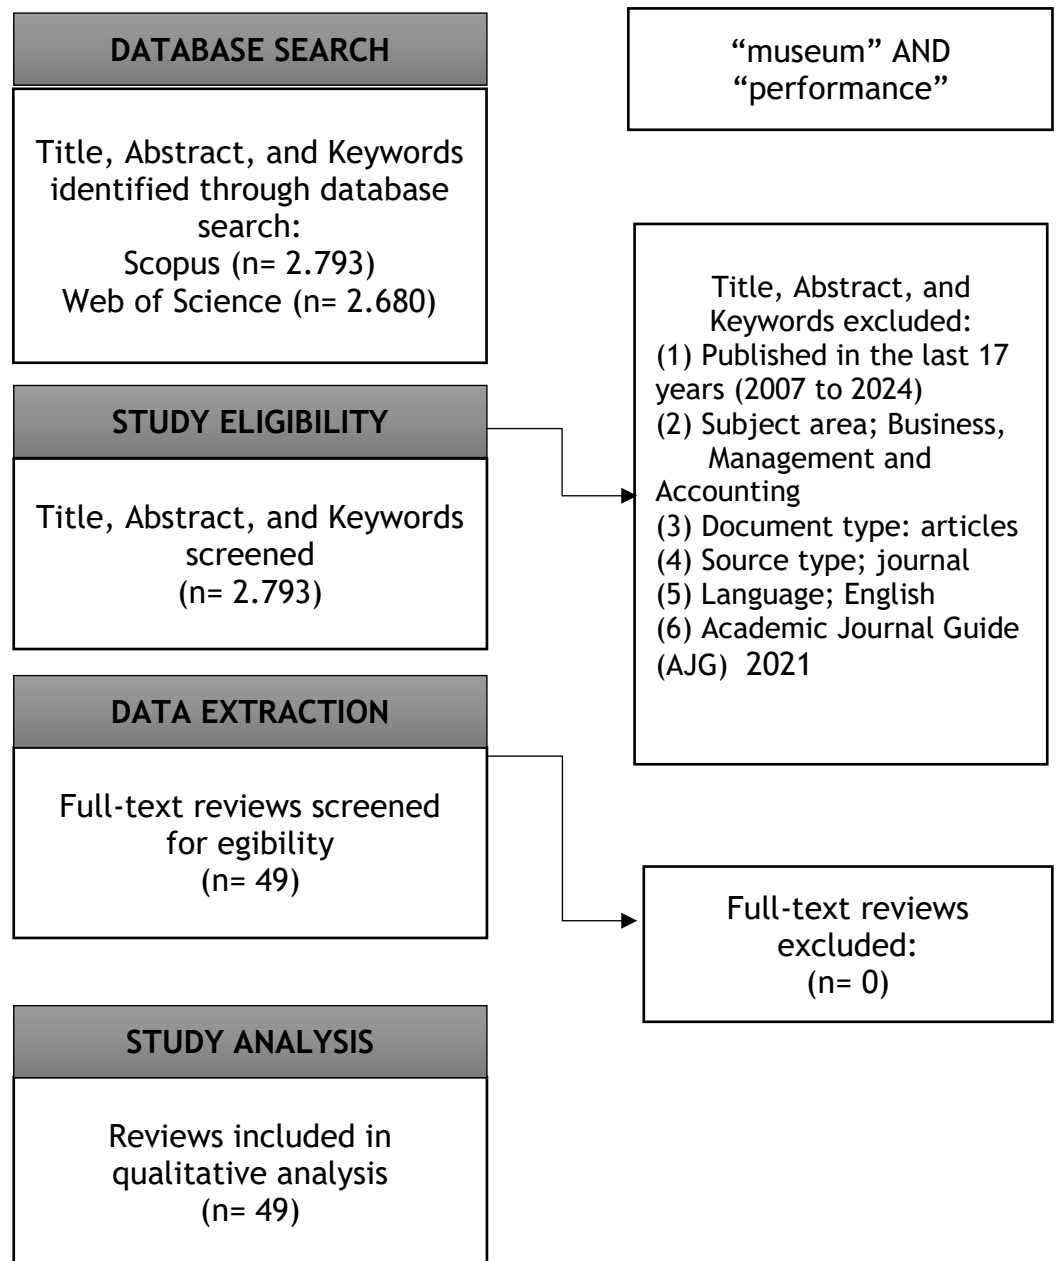 DATABASE SEARCH
Title, Abstract, and Keywords
identified through database
search:
Scopus (n= 2.793)
Web of Science (n= 2.680)
“museum” AND
“performance”
STUDY ELIGIBILITY
Title, Abstract, and Keywords
screened
(n= 2.793)
Title, Abstract, and
Keywords excluded:
(1) Published in the last 17
years (2007 to 2024)
(2) Subject area; Business,
Management and
Accounting
(3) Document type: articles
(4) Source type; journal
(5) Language; English
(6) Academic Journal Guide
(AJG) 2021
DATA EXTRACTION
Full-text reviews screened
for egibility
(n= 49)
Full-text reviews
excluded:
(n= 0)
STUDY ANALYSIS
Reviews included in
qualitative analysis
(n= 49)